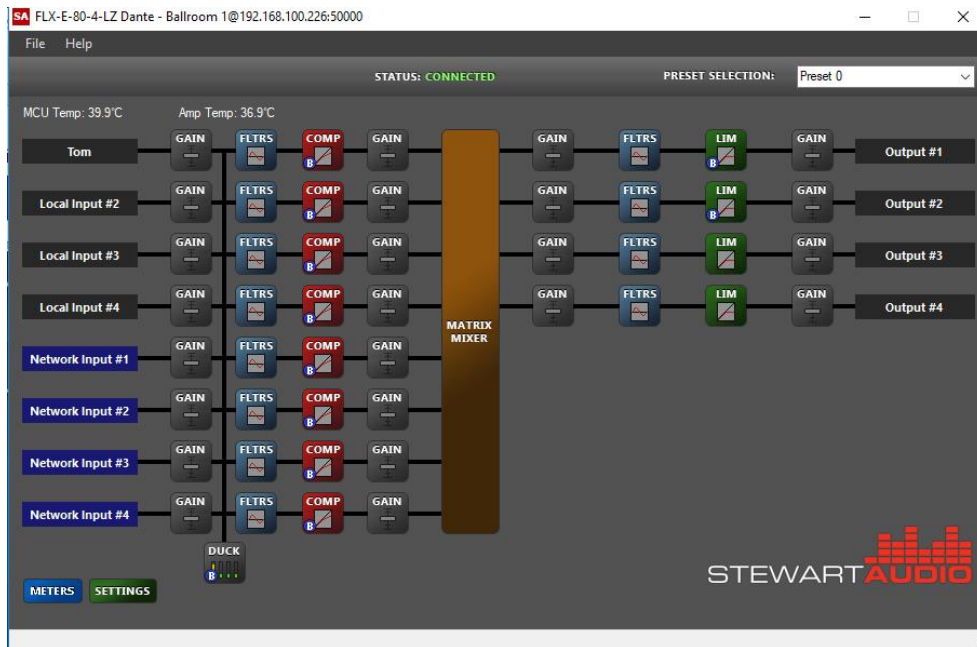 SA FLX-E-80-4-LZ Dante - Ballroom 1@192.168.100.226:50000
File Help
STATUS: CONNECTED PRESET SELECTION: Preset 0
MCU Temp: 39.9°C Amp Temp: 36.9°C
Tom GAIN FLTRS COMP B GAIN GAIN FLTRS LIM B GAIN Output #1
Local Input #2 GAIN FLTRS COMP B GAIN GAIN FLTRS LIM B GAIN Output #2
Local Input #3 GAIN FLTRS COMP B GAIN GAIN FLTRS LIM GAIN Output #3
Local Input #4 GAIN FLTRS COMP B GAIN GAIN FLTRS LIM GAIN Output #4
MATRIX
MIXER
Network Input #1 GAIN FLTRS COMP B GAIN
Network Input #2 GAIN FLTRS COMP B GAIN
Network Input #3 GAIN FLTRS COMP B GAIN
Network Input #4 GAIN FLTRS COMP B GAIN
DUCK
B
METERS SETTINGS
STEWARTAUDIO